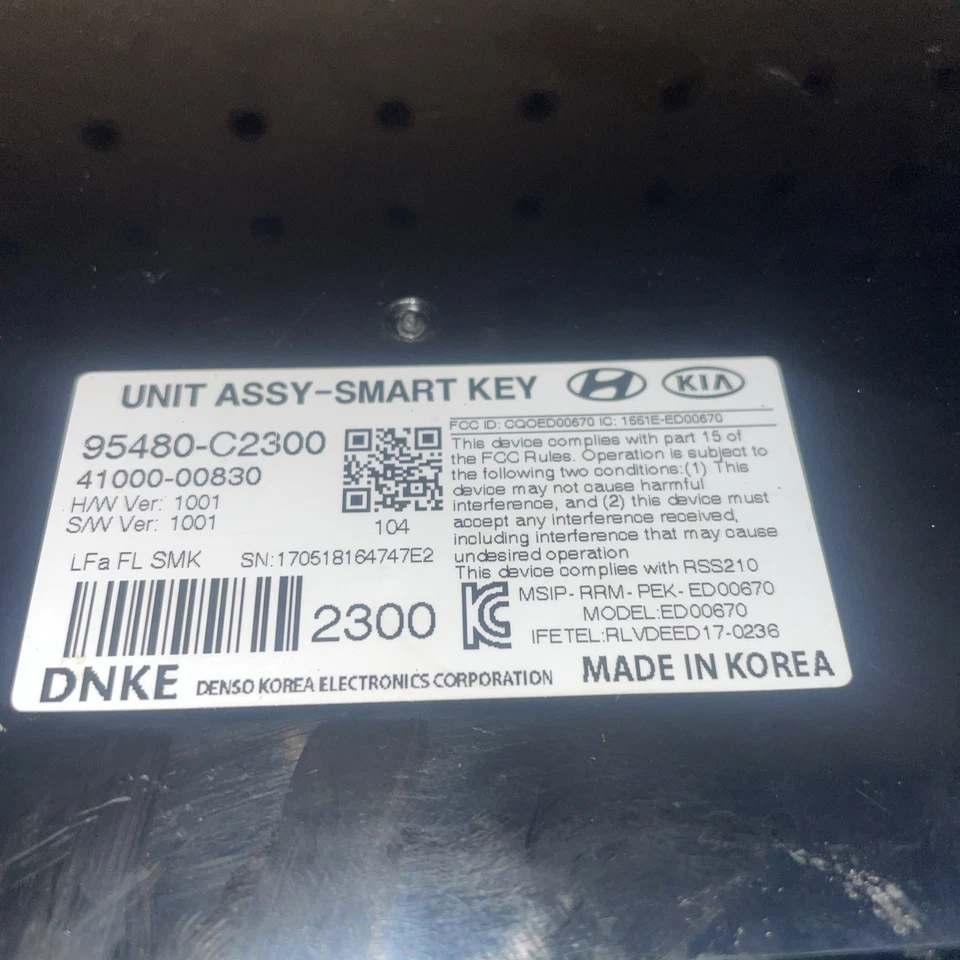 UNIT ASSY-SMART KEY
KIA
95480-C2300
41000-00830
H/W Ver: 1001
S/W Ver: 1001
104
LFa FL SMK SN:170518164747E2
2300
FCC ID: CQOED00670 IC: 1551E-ED00670
This device complies with part 15 of
the FCC Rules. Operation is subject to
the following two conditions:(1) This
device may not cause harmful
interference, and (2) this device must
accept any interference received,
including interference that may cause
undesired operation
This device complies with RSS210
MSIP-RRM-PEK-ED00670
MODEL:ED00670
IFETEL:RLVDEED17-0236
DNKE DENSO KOREA ELECTRONICS CORPORATION
MADE IN KOREA